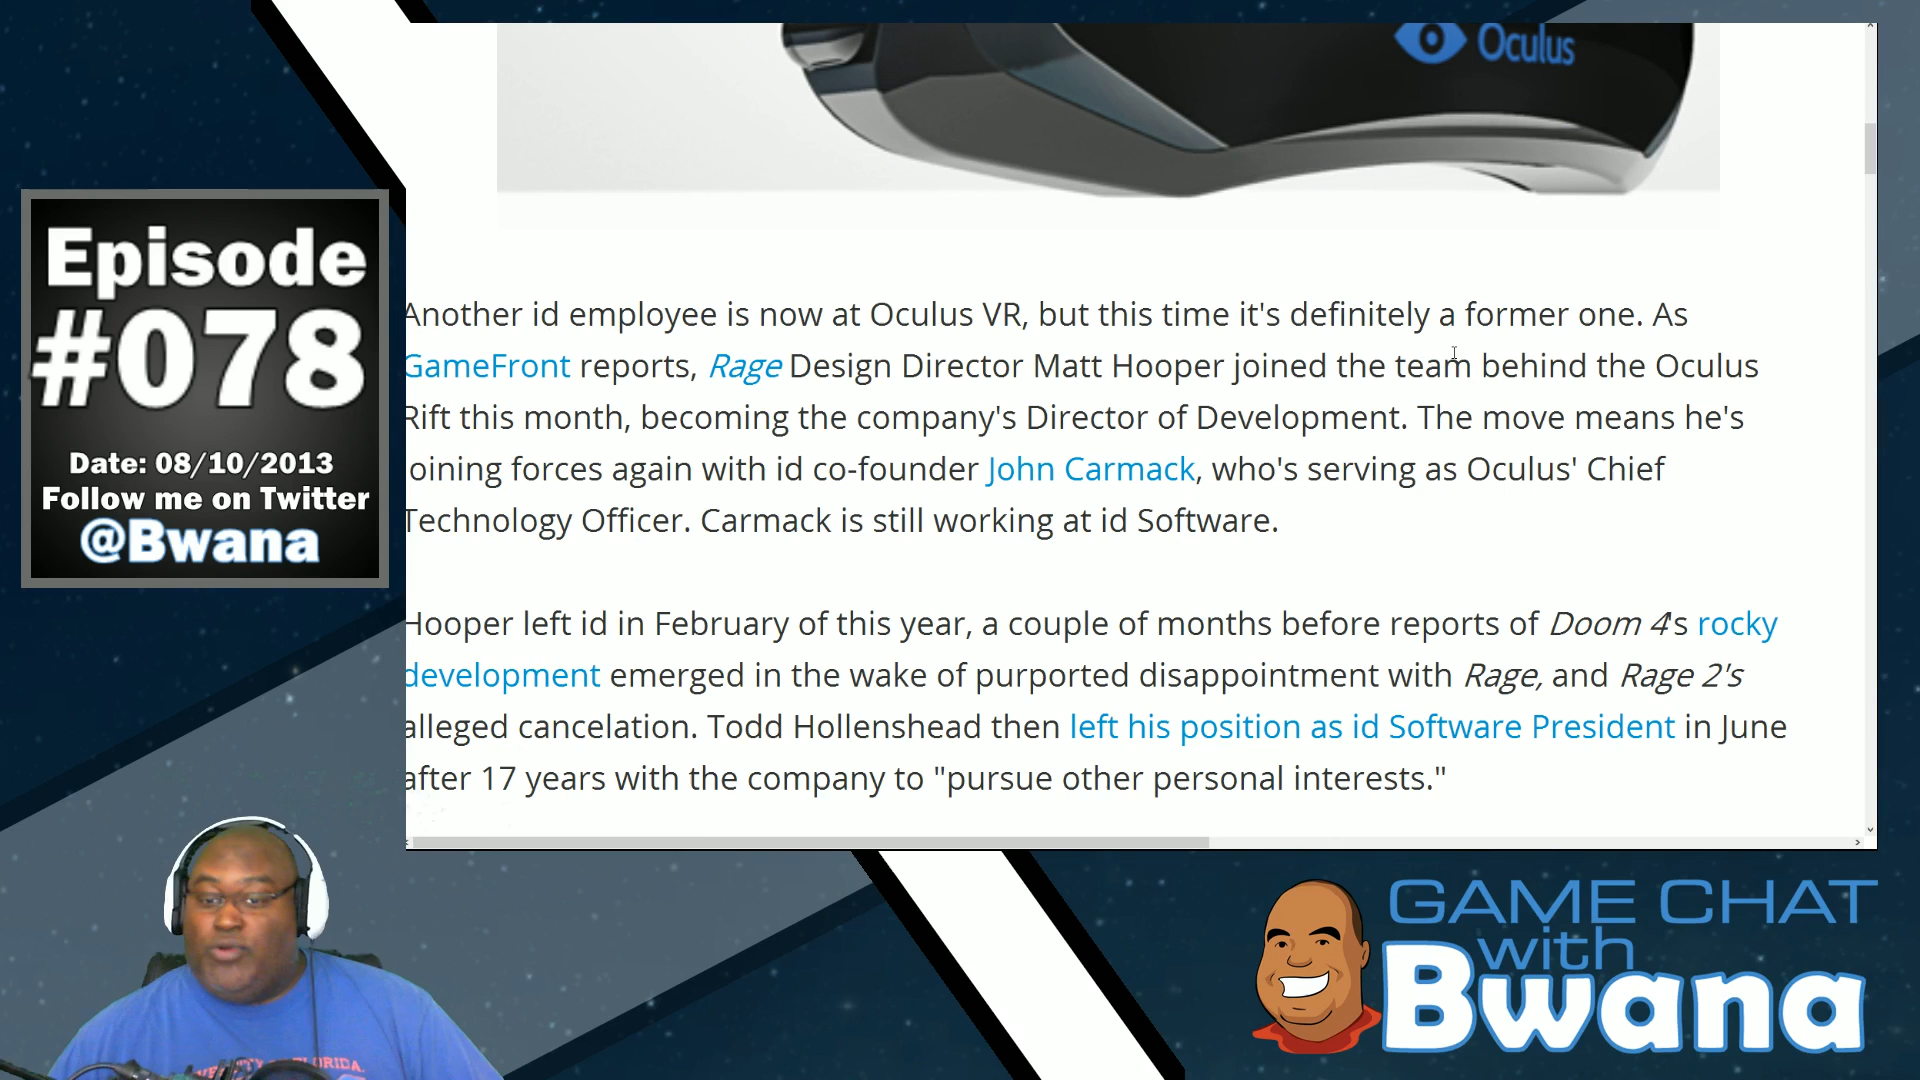 Oculus
Episode
#078
Date: 08/10/2013
Follow me on Twitter
@Bwana
Another id employee is now at Oculus VR, but this time it's definitely a former one. As
GameFront reports, Rage Design Director Matt Hooper joined the team behind the Oculus
Rift this month, becoming the company's Director of Development. The move means he's
joining forces again with id co-founder John Carmack, who's serving as Oculus' Chief
Technology Officer. Carmack is still working at id Software.
Hooper left id in February of this year, a couple of months before reports of Doom 4's rocky
development emerged in the wake of purported disappointment with Rage, and Rage 2's
alleged cancelation. Todd Hollenshead then left his position as id Software President in June
after 17 years with the company to "pursue other personal interests."
GAME CHAT
with
Bwana